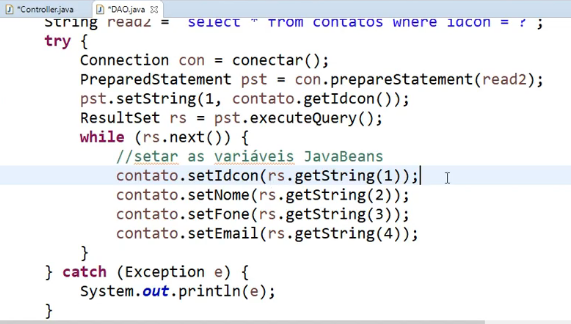 *Controller.java *DAO.java
String read2 = "select * from contatos where idcon = ?";
try {
Connection con = conectar();
PreparedStatement pst = con.prepareStatement(read2);
pst.setString(1, contato.getIdcon());
ResultSet rs = pst.executeQuery();
while (rs.next()) {
//setar as variáveis JavaBeans
contato.setIdcon(rs.getString(1));
contato.setNome(rs.getString(2));
contato.setFone(rs.getString(3));
contato.setEmail(rs.getString(4));
}
} catch (Exception e) {
System.out.println(e);
}